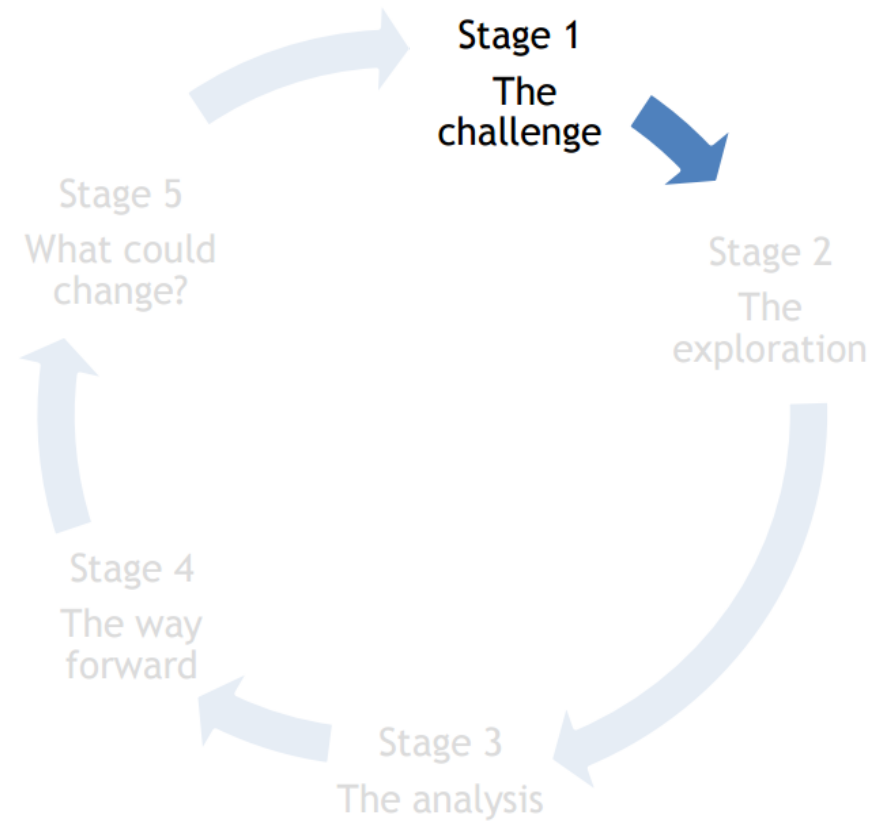 Stage 1
The
challenge
Stage 2
The
exploration
Stage 3
The analysis
Stage 4
The way
forward
Stage 5
What could
change?